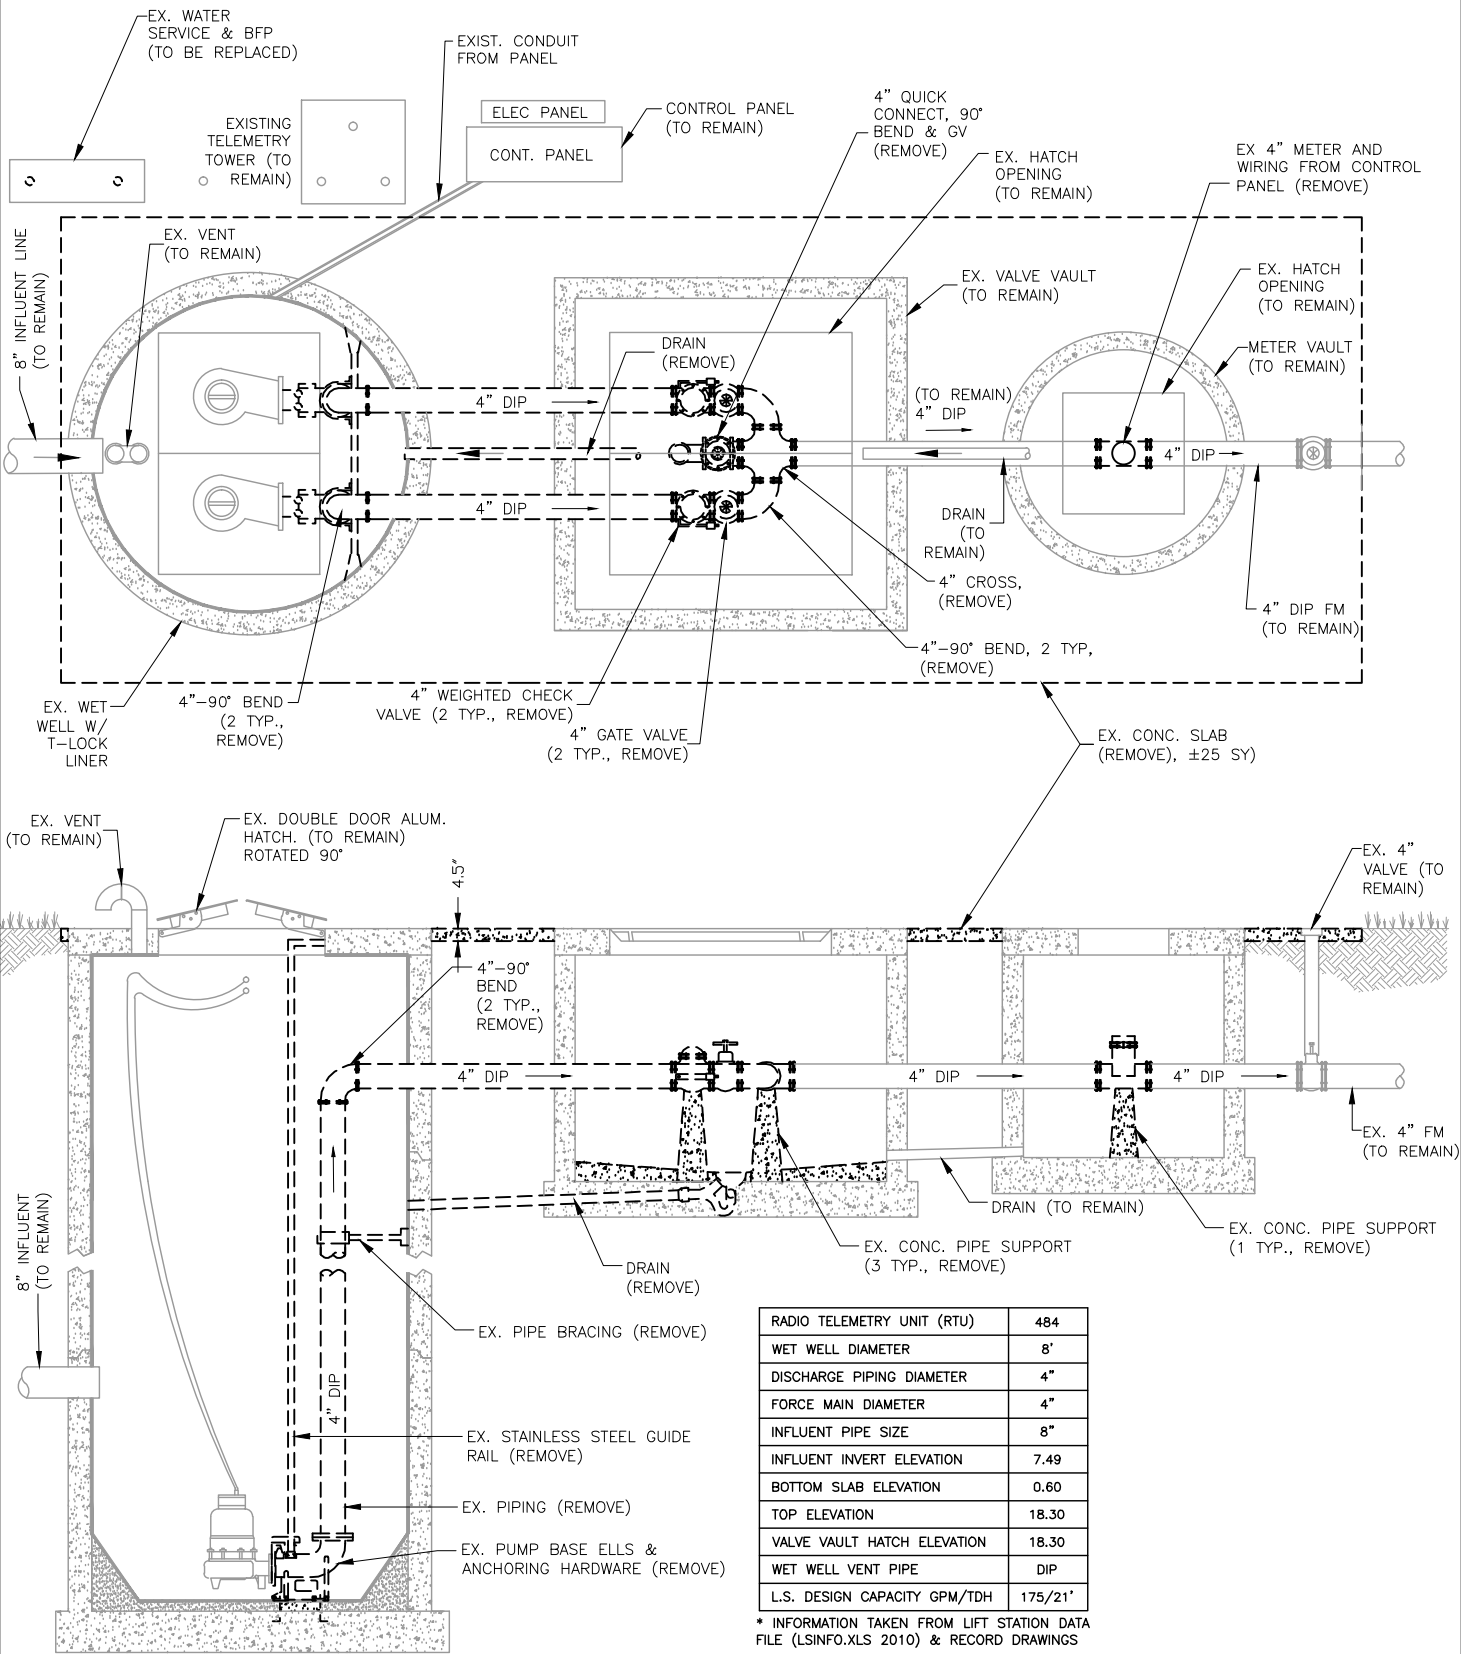 EX. WATER
SERVICE & BFP
(TO BE REPLACED)
EXIST. CONDUIT
FROM PANEL
ELEC PANEL
CONT. PANEL
CONTROL PANEL
(TO REMAIN)
4" QUICK
CONNECT, 90°
BEND & GV
(REMOVE)
EXISTING
TELEMETRY
TOWER (TO
REMAIN)
EX. HATCH
OPENING
(TO REMAIN)
EX 4" METER AND
WIRING FROM CONTROL
PANEL (REMOVE)
8" INFLUENT LINE
(TO REMAIN)
EX. VENT
(TO REMAIN)
EX. VALVE VAULT
(TO REMAIN)
EX. HATCH
OPENING
(TO REMAIN)
DRAIN
(REMOVE)
METER VAULT
(TO REMAIN)
(TO REMAIN)
4" DIP
4" DIP
4" DIP
4" DIP
DRAIN
(TO
REMAIN)
4" CROSS,
(REMOVE)
4" DIP FM
(TO REMAIN)
4"-90° BEND, 2 TYP,
(REMOVE)
EX. WET
WELL W/
T-LOCK
LINER
4"-90° BEND
(2 TYP.,
REMOVE)
4" WEIGHTED CHECK
VALVE (2 TYP., REMOVE)
4" GATE VALVE
(2 TYP., REMOVE)
EX. CONC. SLAB
(REMOVE), ±25 SY)
EX. VENT
(TO REMAIN)
EX. DOUBLE DOOR ALUM.
HATCH. (TO REMAIN)
ROTATED 90°
4.5"
EX. 4"
VALVE (TO
REMAIN)
4"-90°
BEND
(2 TYP.,
REMOVE)
4" DIP
4" DIP
4" DIP
EX. 4" FM
(TO REMAIN)
8" INFLUENT
(TO REMAIN)
DRAIN (TO REMAIN)
EX. CONC. PIPE SUPPORT
(1 TYP., REMOVE)
EX. CONC. PIPE SUPPORT
(3 TYP., REMOVE)
DRAIN
(REMOVE)
EX. PIPE BRACING (REMOVE)
4" DIP
EX. STAINLESS STEEL GUIDE
RAIL (REMOVE)
EX. PIPING (REMOVE)
EX. PUMP BASE ELLS &
ANCHORING HARDWARE (REMOVE)
RADIO TELEMETRY UNIT (RTU) 484
WET WELL DIAMETER 8'
DISCHARGE PIPING DIAMETER 4"
FORCE MAIN DIAMETER 4"
INFLUENT PIPE SIZE 8"
INFLUENT INVERT ELEVATION 7.49
BOTTOM SLAB ELEVATION 0.60
TOP ELEVATION 18.30
VALVE VAULT HATCH ELEVATION 18.30
WET WELL VENT PIPE DIP
L.S. DESIGN CAPACITY GPM/TDH 175/21'
* INFORMATION TAKEN FROM LIFT STATION DATA
FILE (LSINFO.XLS 2010) & RECORD DRAWINGS